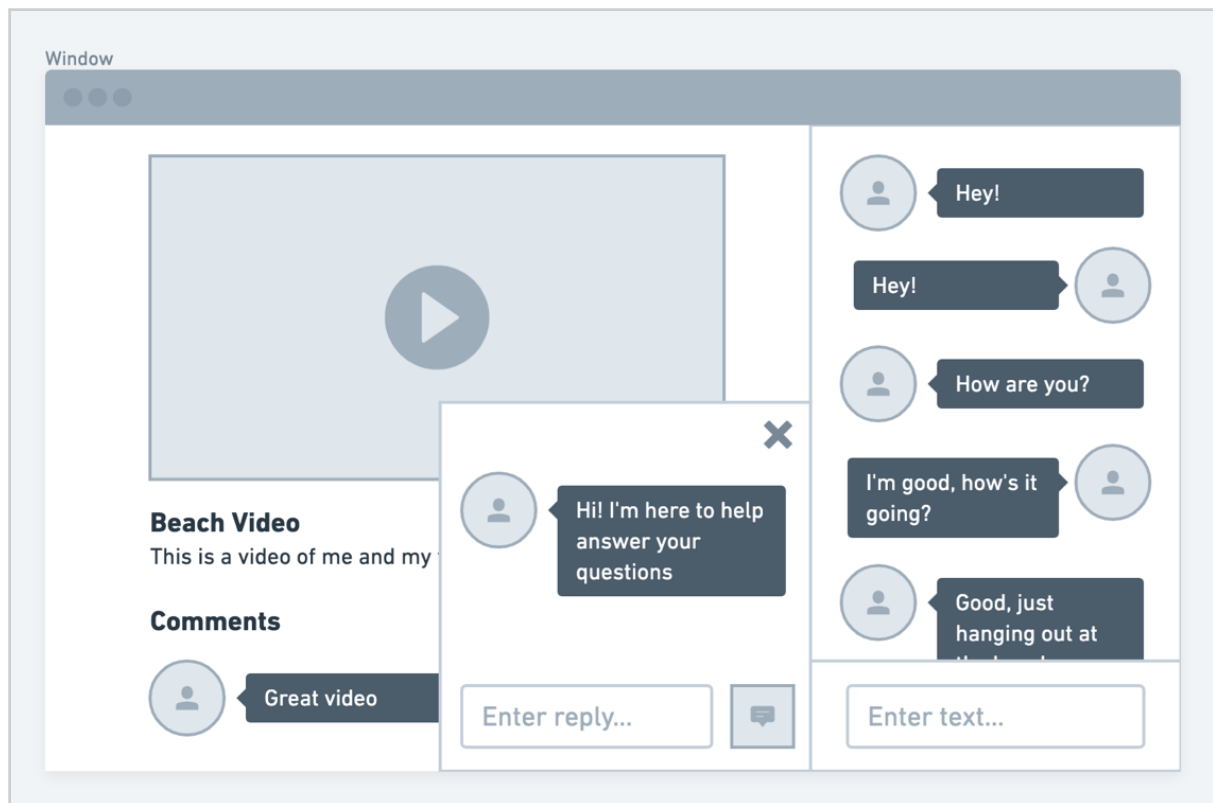 Window
Beach Video
This is a video of me and my
Comments
Great video
Hi! I'm here to help
answer your
questions
Enter reply...
Hey!
Hey!
How are you?
I'm good, how's it
going?
Good, just
hanging out at
Enter text...